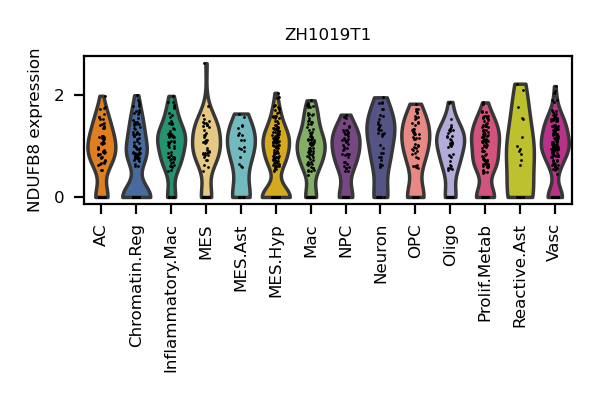 ZH1019T1
NDUFB8 expression
2
0
AC
Chromatin.Reg
Inflammatory.Mac
MES
MES.Ast
MES.Hyp
Mac
NPC
Neuron
OPC
Oligo
Prolif.Metab
Reactive.Ast
Vasc